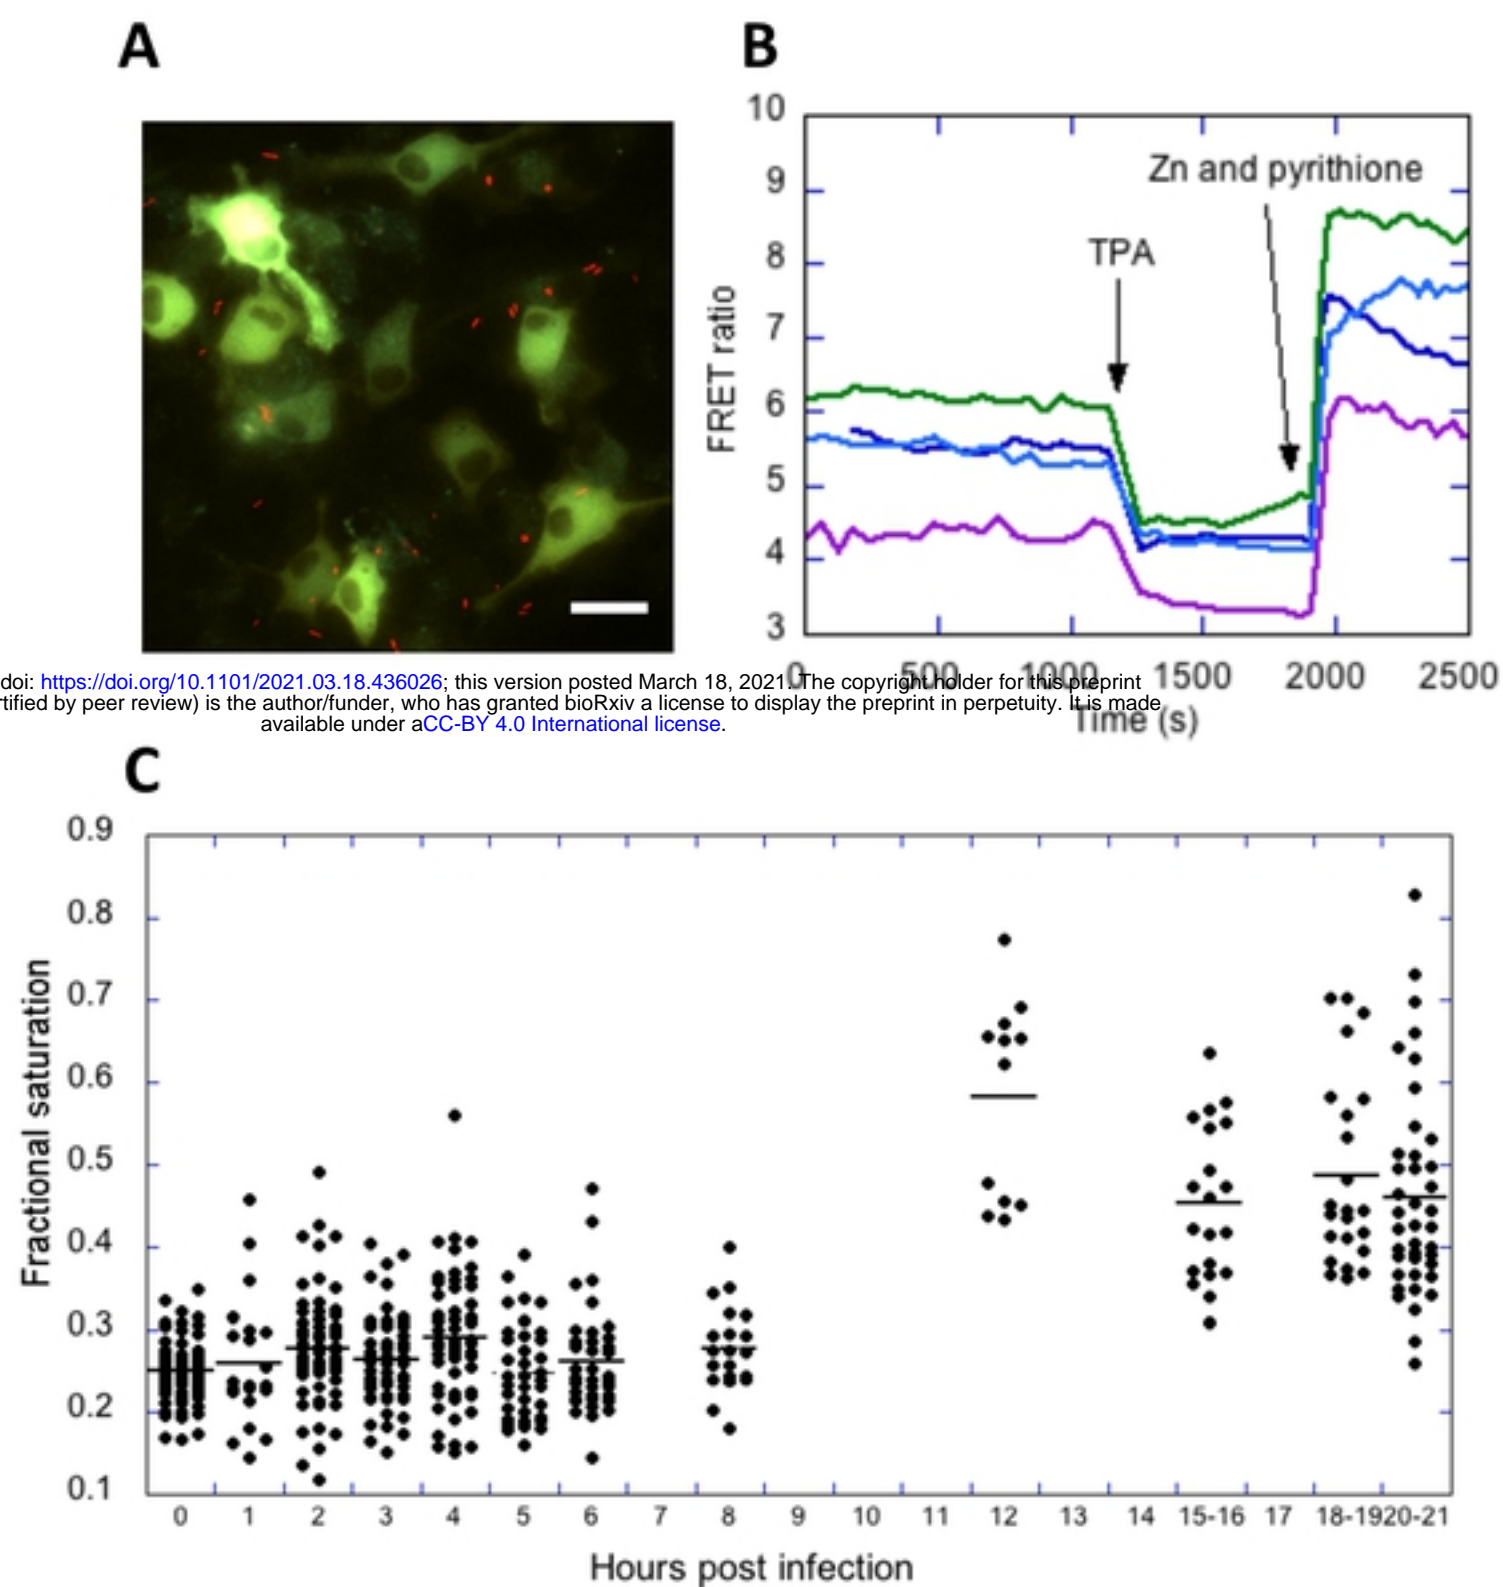 A
B
10
9
8
7
6
5
4
3
FRET ratio
Zn and pyrithione
TPA
0 500 1000 1500 2000 2500
Time (s)
doi: https://doi.org/10.1101/2021.03.18.436026; this version posted March 18, 2021. The copyright holder for this preprint
rtified by peer review) is the author/funder, who has granted bioRxiv a license to display the preprint in perpetuity. It is made
available under aCC-BY 4.0 International license.
C
0.9
0.8
0.7
0.6
0.5
0.4
0.3
0.2
0.1
Fractional saturation
0 1 2 3 4 5 6 7 8 9 10 11 12 13 14 15-16 17 18-19 20-21
Hours post infection